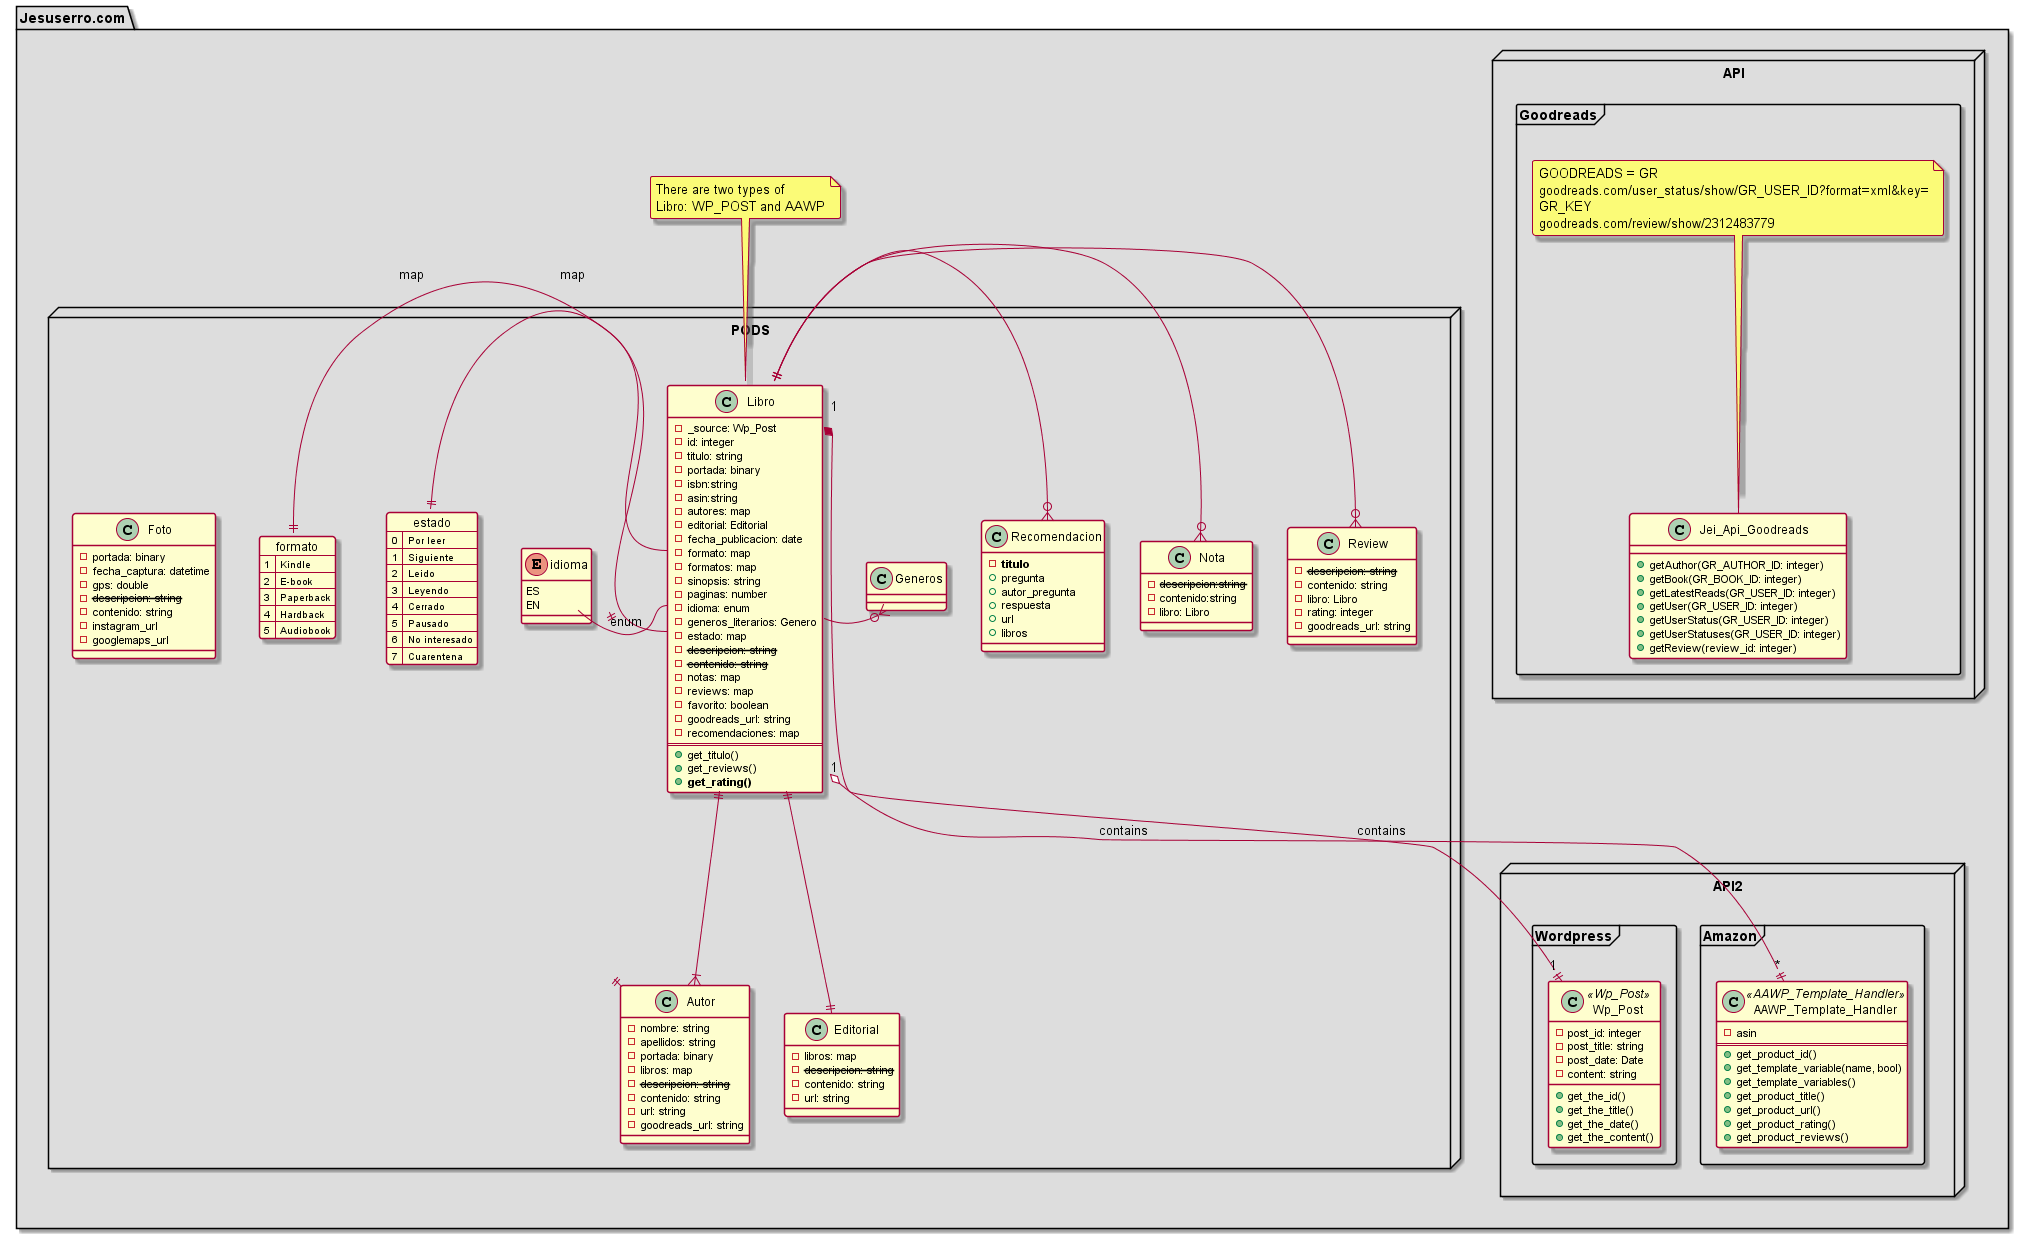 Jesuserro.com
API
Goodreads
GOODREADS = GR
goodreads.com/user_status/show/GR_USER_ID?format=xml&key=
GR_KEY
goodreads.com/review/show/2312483779
There are two types of
Libro: WP_POST and AAWP
map
map
PODS
C Libro
_source: Wp_Post
id: integer
titulo: string
portada: binary
isbn:string
asin:string
autores: map
editorial: Editorial
fecha_publicacion: date
formato: map
formatos: map
sinopsis: string
paginas: number
idioma: enum
generos_literarios: Genero
estado: map
descripcion: string
contenido: string
notas: map
reviews: map
favorito: boolean
goodreads_url: string
recomendaciones: map
get_titulo()
get_reviews()
get_rating()
1
1
C Foto
portada: binary
fecha_captura: datetime
gps: double
descripcion: string
contenido: string
instagram_url
googlemaps_url
formato
1 Kindle
2 E-book
3 Paperback
4 Hardback
5 Audiobook
estado
0 Por leer
1 Siguiente
2 Leido
3 Leyendo
4 Cerrado
5 Pausado
6 No interesado
7 Cuarentena
E idioma
ES
EN
enum
C Generos
C Recomendacion
titulo
pregunta
autor_pregunta
respuesta
url
libros
C Nota
descripcion:string
contenido:string
libro: Libro
C Review
descripcion: string
contenido: string
libro: Libro
rating: integer
goodreads_url: string
C Jei_Api_Goodreads
getAuthor(GR_AUTHOR_ID: integer)
getBook(GR_BOOK_ID: integer)
getLatestReads(GR_USER_ID: integer)
getUser(GR_USER_ID: integer)
getUserStatus(GR_USER_ID: integer)
getUserStatuses(GR_USER_ID: integer)
getReview(review_id: integer)
contains
contains
C Autor
nombre: string
apellidos: string
portada: binary
libros: map
descripcion: string
contenido: string
url: string
goodreads_url: string
C Editorial
libros: map
descripcion: string
contenido: string
url: string
API2
Wordpress
1
C «Wp_Post»
Wp_Post
post_id: integer
post_title: string
post_date: Date
content: string
get_the_id()
get_the_title()
get_the_date()
get_the_content()
Amazon
*
C «AAWP_Template_Handler»
AAWP_Template_Handler
asin
get_product_id()
get_template_variable(name, bool)
get_template_variables()
get_product_title()
get_product_url()
get_product_rating()
get_product_reviews()